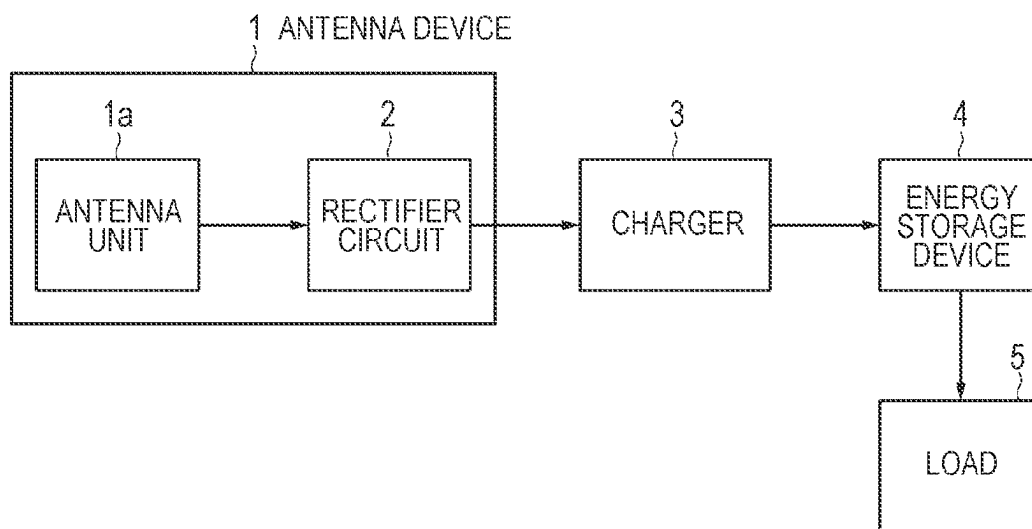 1 ANTENNA DEVICE
1a
2
3
4
ANTENNA
UNIT
RECTIFIER
CIRCUIT
CHARGER
ENERGY
STORAGE
DEVICE
5
LOAD